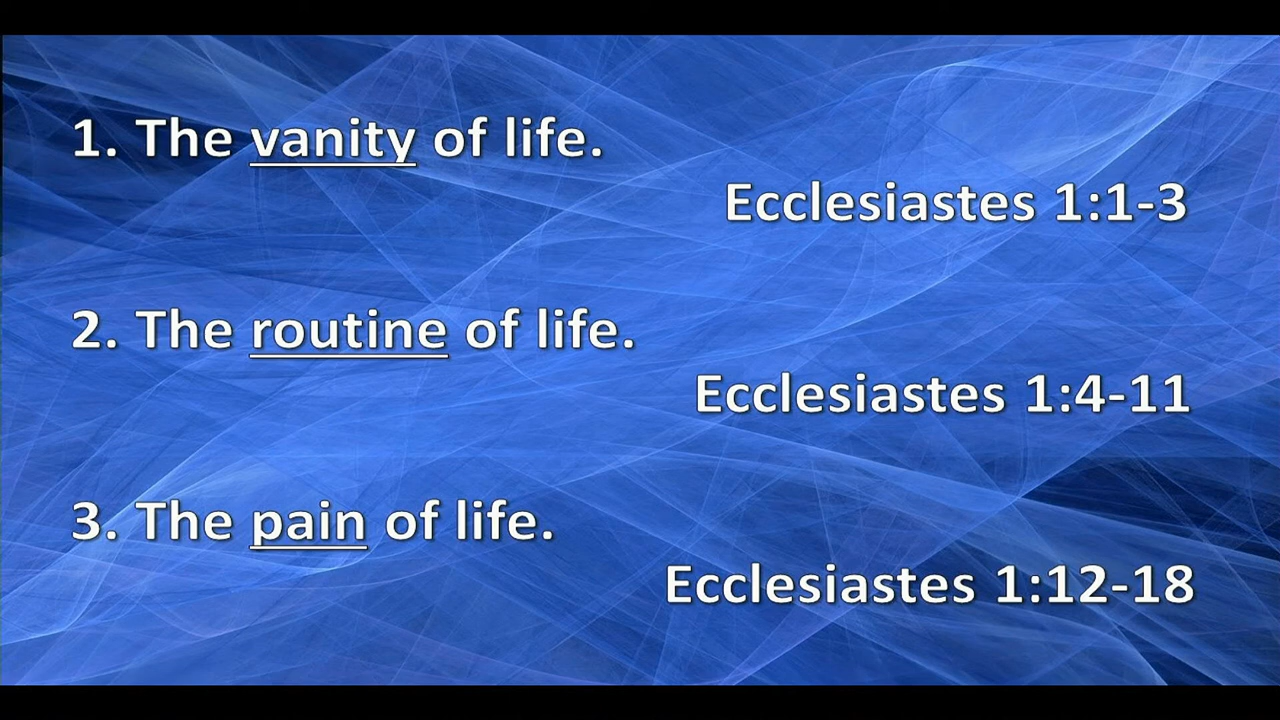 1. The vanity of life.
Ecclesiastes 1:1-3
2. The routine of life.
Ecclesiastes 1:4-11
3. The pain of life.
Ecclesiastes 1:12-18